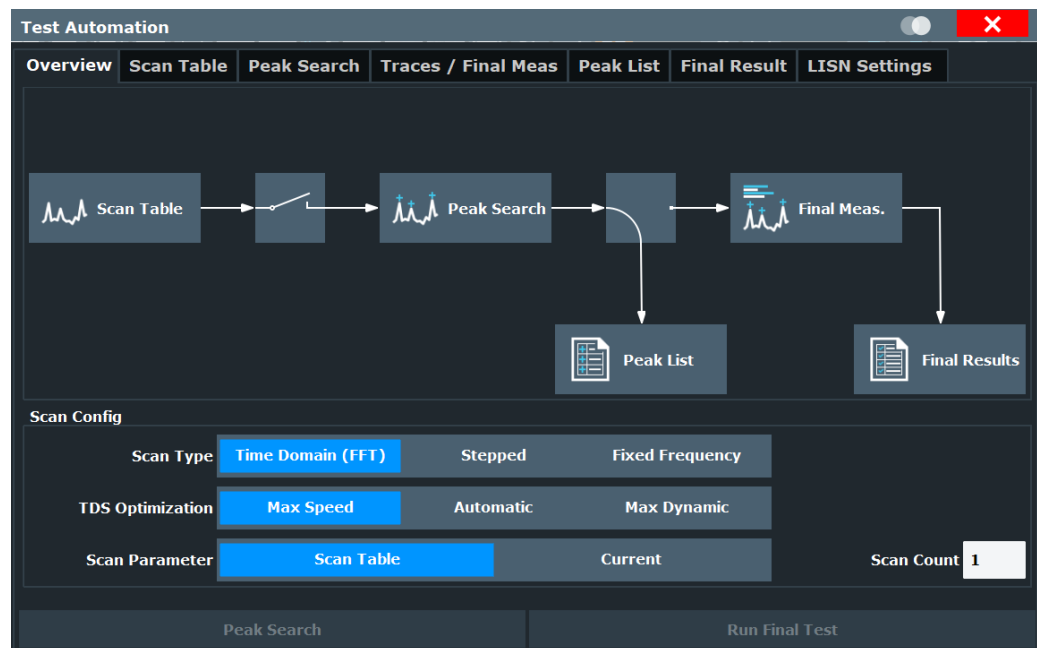 Test Automation
Overview Scan Table Peak Search Traces / Final Meas Peak List Final Result LISN Settings
Scan Table Peak Search Final Meas.
Peak List Final Results
Scan Config
Scan Type Time Domain (FFT) Stepped Fixed Frequency
TDS Optimization Max Speed Automatic Max Dynamic
Scan Parameter Scan Table Current Scan Count 1
Peak Search Run Final Test